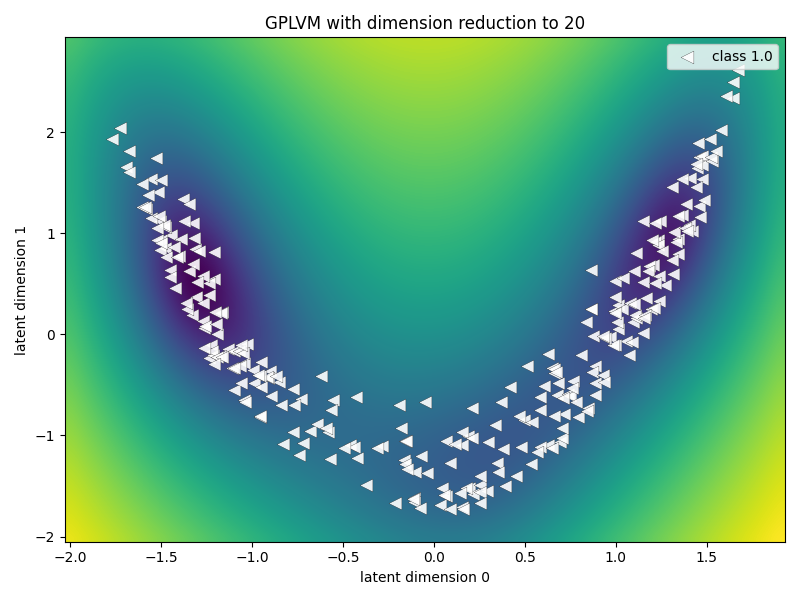 GPLVM with dimension reduction to 20
class 1.0
latent dimension 1
2
1
0
−1
−2
−2.0 −1.5 −1.0 −0.5 0.0 0.5 1.0 1.5
latent dimension 0